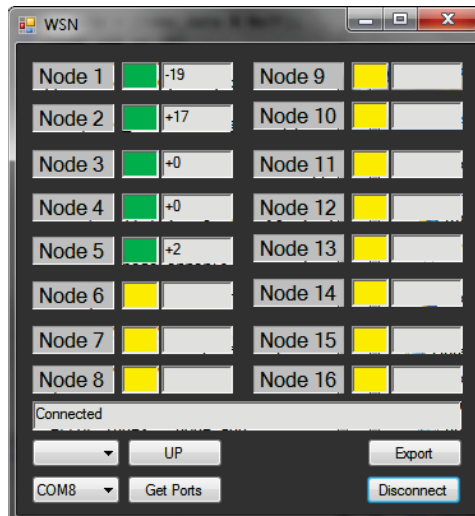 WSN
Node 1 -19 Node 9
Node 2 +17 Node 10
Node 3 +0 Node 11
Node 4 +0 Node 12
Node 5 +2 Node 13
Node 6 Node 14
Node 7 Node 15
Node 8 Node 16
Connected
UP Export
COM8 Get Ports Disconnect